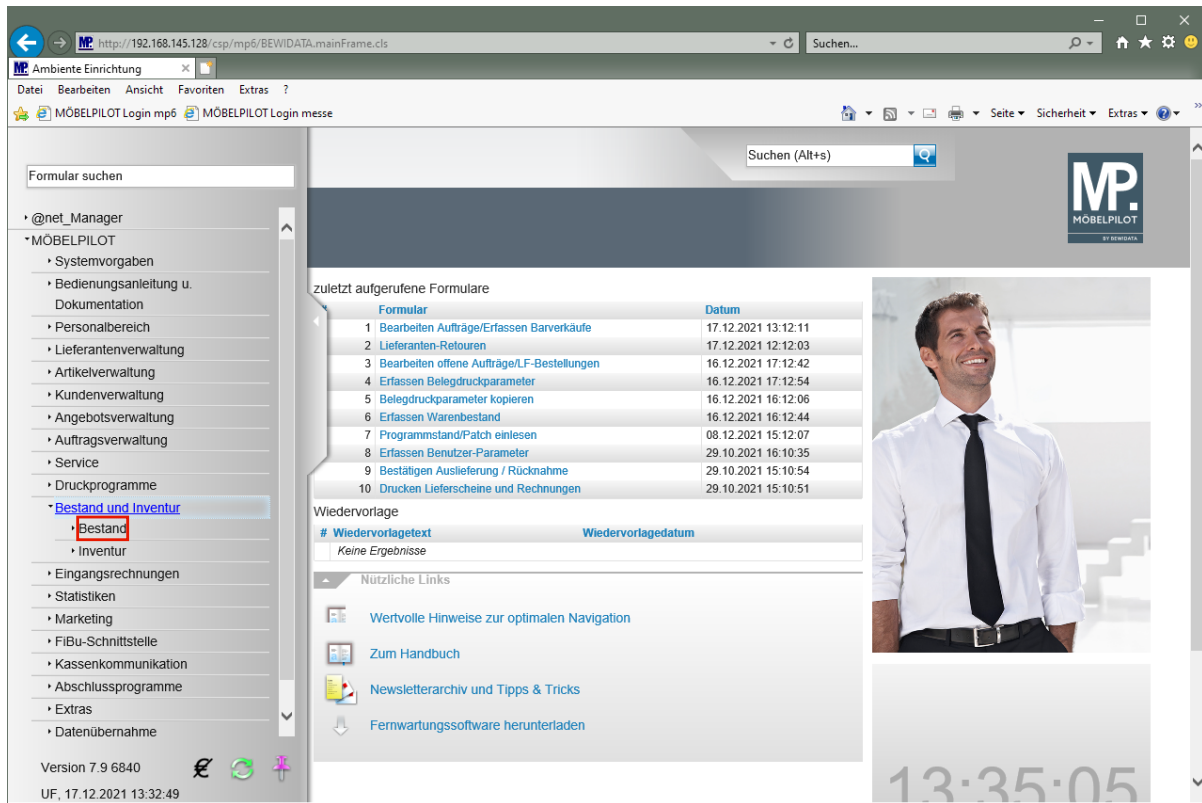 http://192.168.145.128/csp/mp6/BEWIDATA.mainFrame.cls
Suchen...
MP. Ambiente Einrichtung
Datei Bearbeiten Ansicht Favoriten Extras ?
MÖBELPILOT Login mp6 MÖBELPILOT Login messe
Seite Sicherheit Extras
Formular suchen
@net_Manager
MÖBELPILOT
Systemvorgaben
Bedienungsanleitung u.
Dokumentation
Personalbereich
Lieferantenverwaltung
Artikelverwaltung
Kundenverwaltung
Angebotsverwaltung
Auftragsverwaltung
Service
Druckprogramme
Bestand und Inventur
Bestand
Inventur
Eingangsrechnungen
Statistiken
Marketing
FiBu-Schnittstelle
Kassenkommunikation
Abschlussprogramme
Extras
Datenübernahme
Version 7.9 6840
UF, 17.12.2021 13:32:49
Suchen (Alt+s)
MP.
MÖBELPILOT
BY BEWIDATA
zuletzt aufgerufene Formulare
# Formular Datum
1 Bearbeiten Aufträge/Erfassen Barverkäufe 17.12.2021 13:12:11
2 Lieferanten-Retouren 17.12.2021 12:12:03
3 Bearbeiten offene Aufträge/LF-Bestellungen 16.12.2021 17:12:42
4 Erfassen Belegdruckparameter 16.12.2021 17:12:54
5 Belegdruckparameter kopieren 16.12.2021 16:12:06
6 Erfassen Warenbestand 16.12.2021 16:12:44
7 Programmstand/Patch einlesen 08.12.2021 15:12:07
8 Erfassen Benutzer-Parameter 29.10.2021 16:10:35
9 Bestätigen Auslieferung / Rücknahme 29.10.2021 15:10:54
10 Drucken Lieferscheine und Rechnungen 29.10.2021 15:10:51
Wiedervorlage
# Wiedervorlagetext Wiedervorlagedatum
Keine Ergebnisse
Nützliche Links
Wertvolle Hinweise zur optimalen Navigation
Zum Handbuch
Newsletterarchiv und Tipps & Tricks
Fernwartungssoftware herunterladen
13:35:05